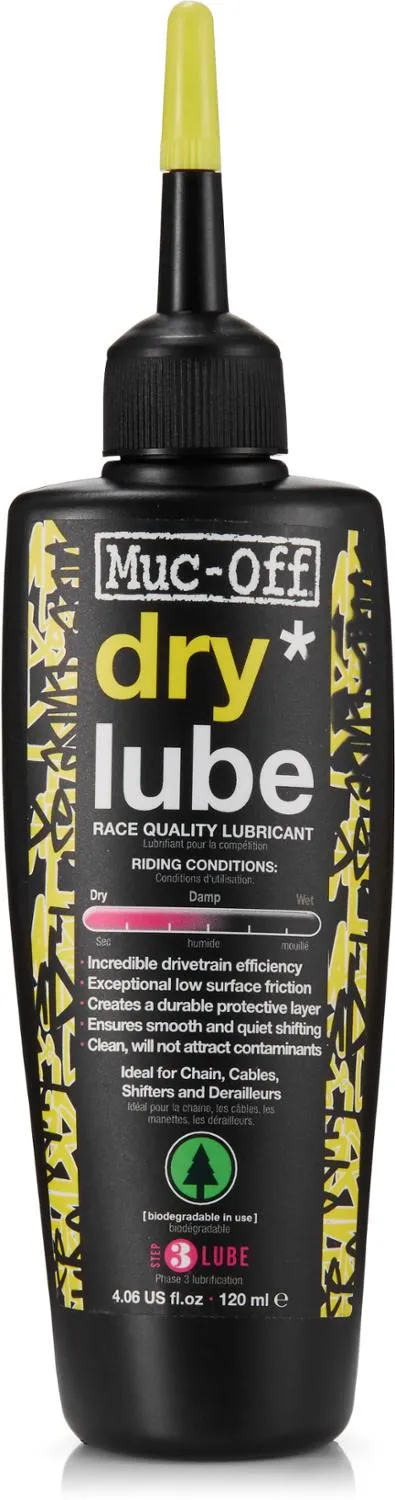 Muc-Off
dry*
lube
RACE QUALITY LUBRICANT
Lubrifiant pour la compétition
RIDING CONDITIONS:
Conditions d'utilisation:
Dry Damp Wet
Sec humide mouillé
· Incredible drivetrain efficiency
· Exceptional low surface friction
· Creates a durable protective layer
· Ensures smooth and quiet shifting
· Clean, will not attract contaminants
Ideal for Chain, Cables,
Shifters and Derailleurs
Idéal pour la chaine, les câbles, les
manettes, les dérailleurs.
[biodegradable in use]
biodégradable
STEP 3 LUBE
Phase 3 lubrification
4.06 US fl.oz · 120 ml e